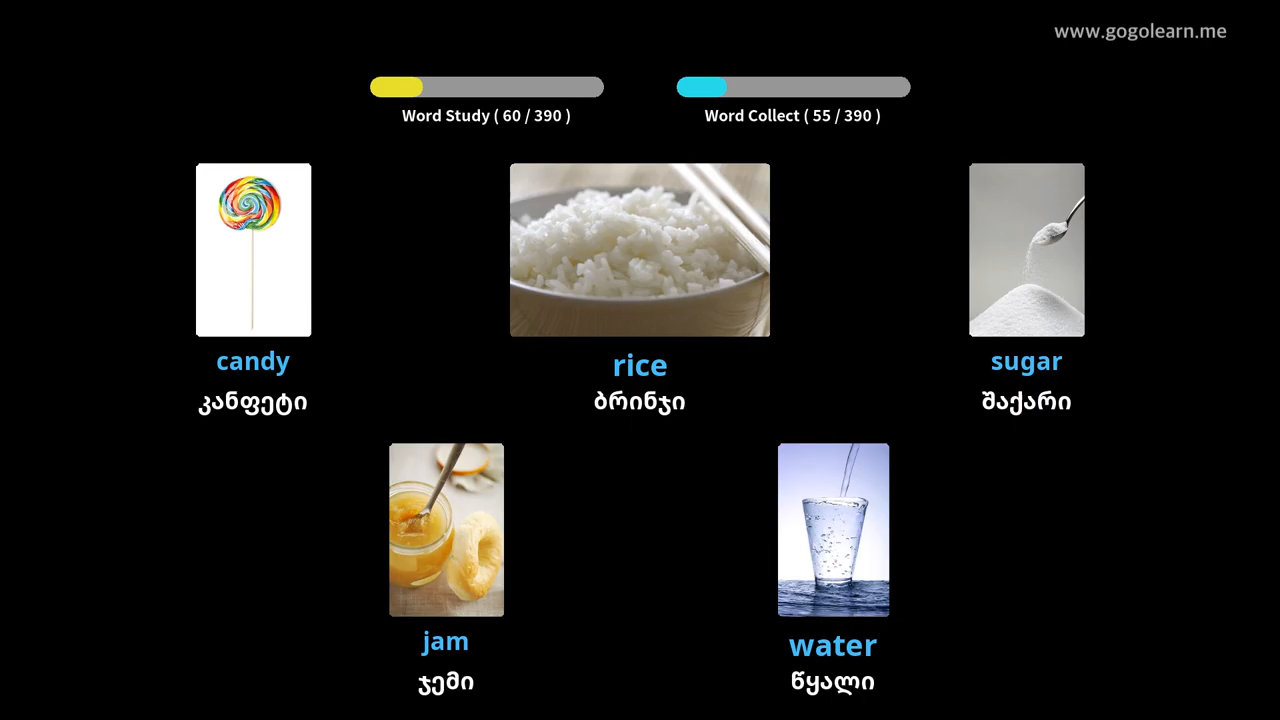 www.gogolearn.me
Word Study ( 60 / 390 )
Word Collect ( 55 / 390 )
candy
კანფეტი
rice
ბრინჯი
sugar
შაქარი
jam
ჯემი
water
წყალი